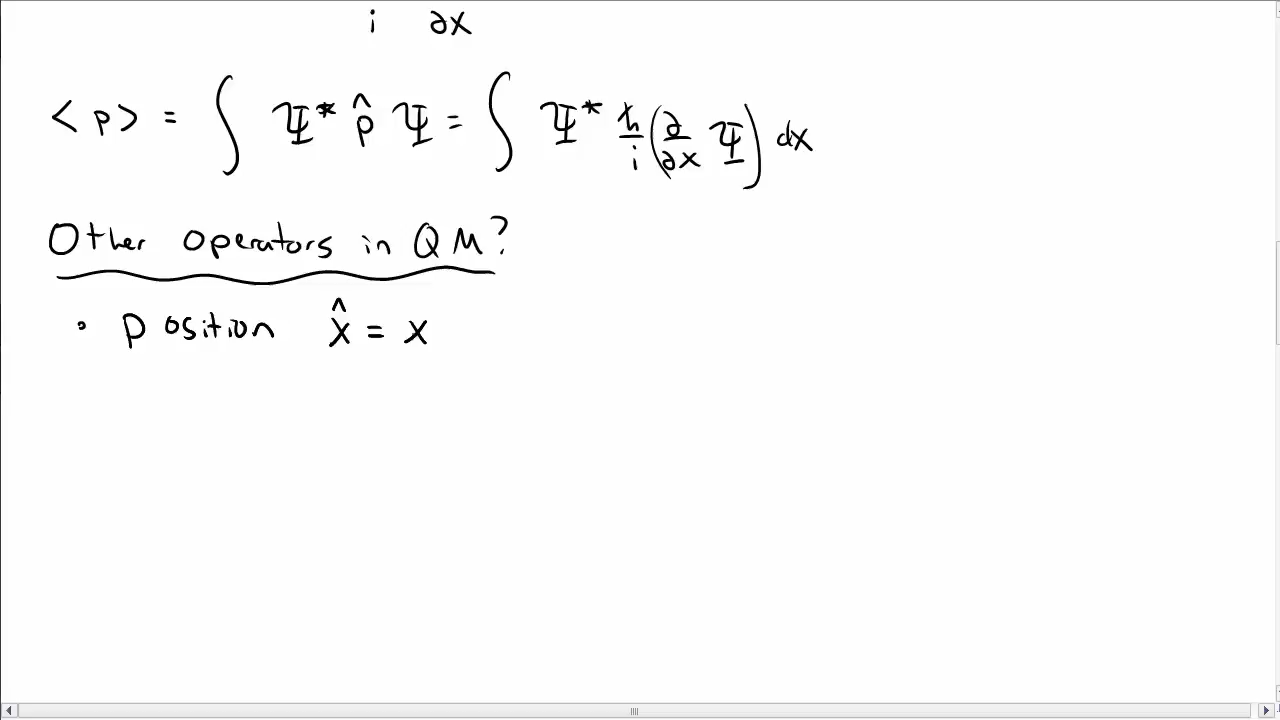 i ∂x
<p> = ∫ Ψ* p̂ Ψ = ∫ Ψ* ħ/i (∂/∂x Ψ) dx
Other operators in QM?
• position x̂ = x